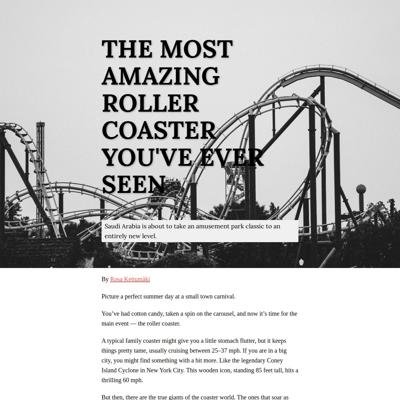 THE MOST
AMAZING
ROLLER
COASTER
YOU'VE EVER
SEEN
Saudi Arabia is about to take an amusement park classic to an
entirely new level.
By Rosa Keitumäki
Picture a perfect summer day at a small town carnival.
You've had cotton candy, taken a spin on the carousel, and now it's time for the
main event — the roller coaster.
A typical family coaster might give you a little stomach flutter, but it keeps
things pretty tame, usually cruising between 25–37 mph. If you are in a big
city, you might find something with a bit more. Like the legendary Coney
Island Cyclone in New York City. This wooden icon, standing 85 feet tall, hits a
thrilling 60 mph.
But then, there are the true giants of the coaster world. The ones that soar as